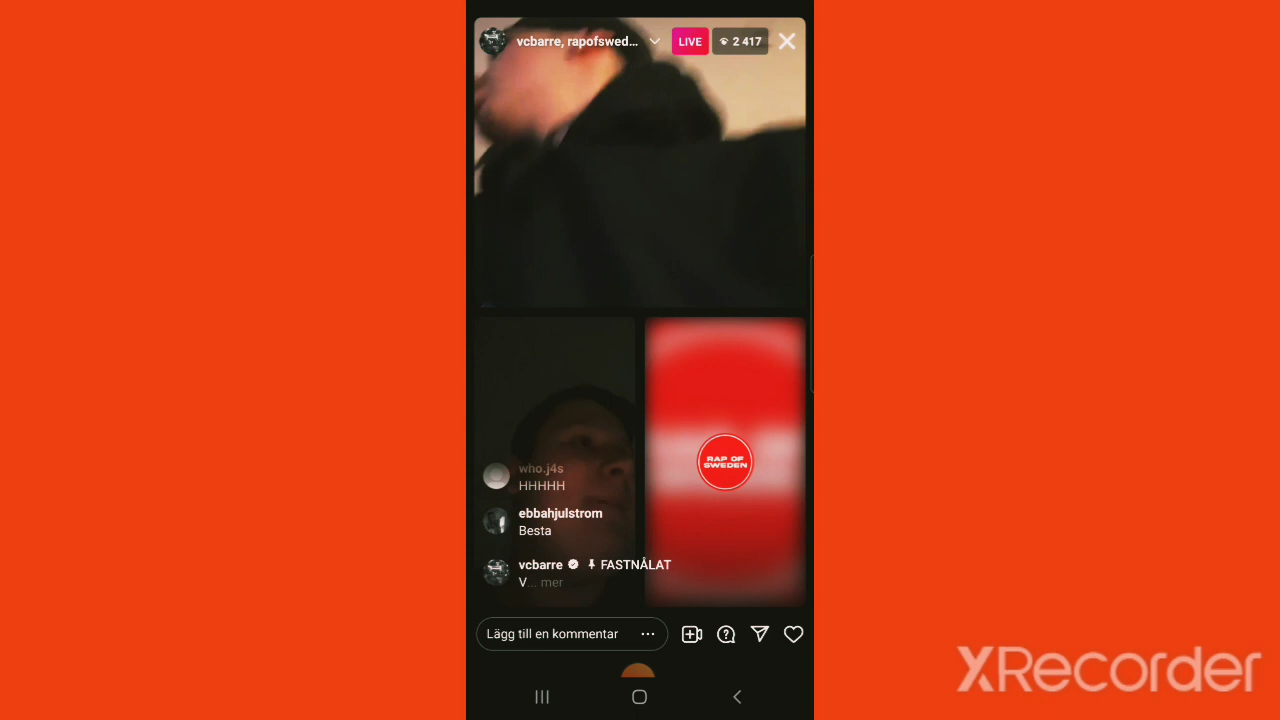 vcbarre, rapofswed...
LIVE
2 417
RAP OF
SWEDEN
who.j4s
HHHHH
ebbahjulstrom
Besta
vcbarre FASTNÅLAT
V... mer
Lägg till en kommentar
XRecorder